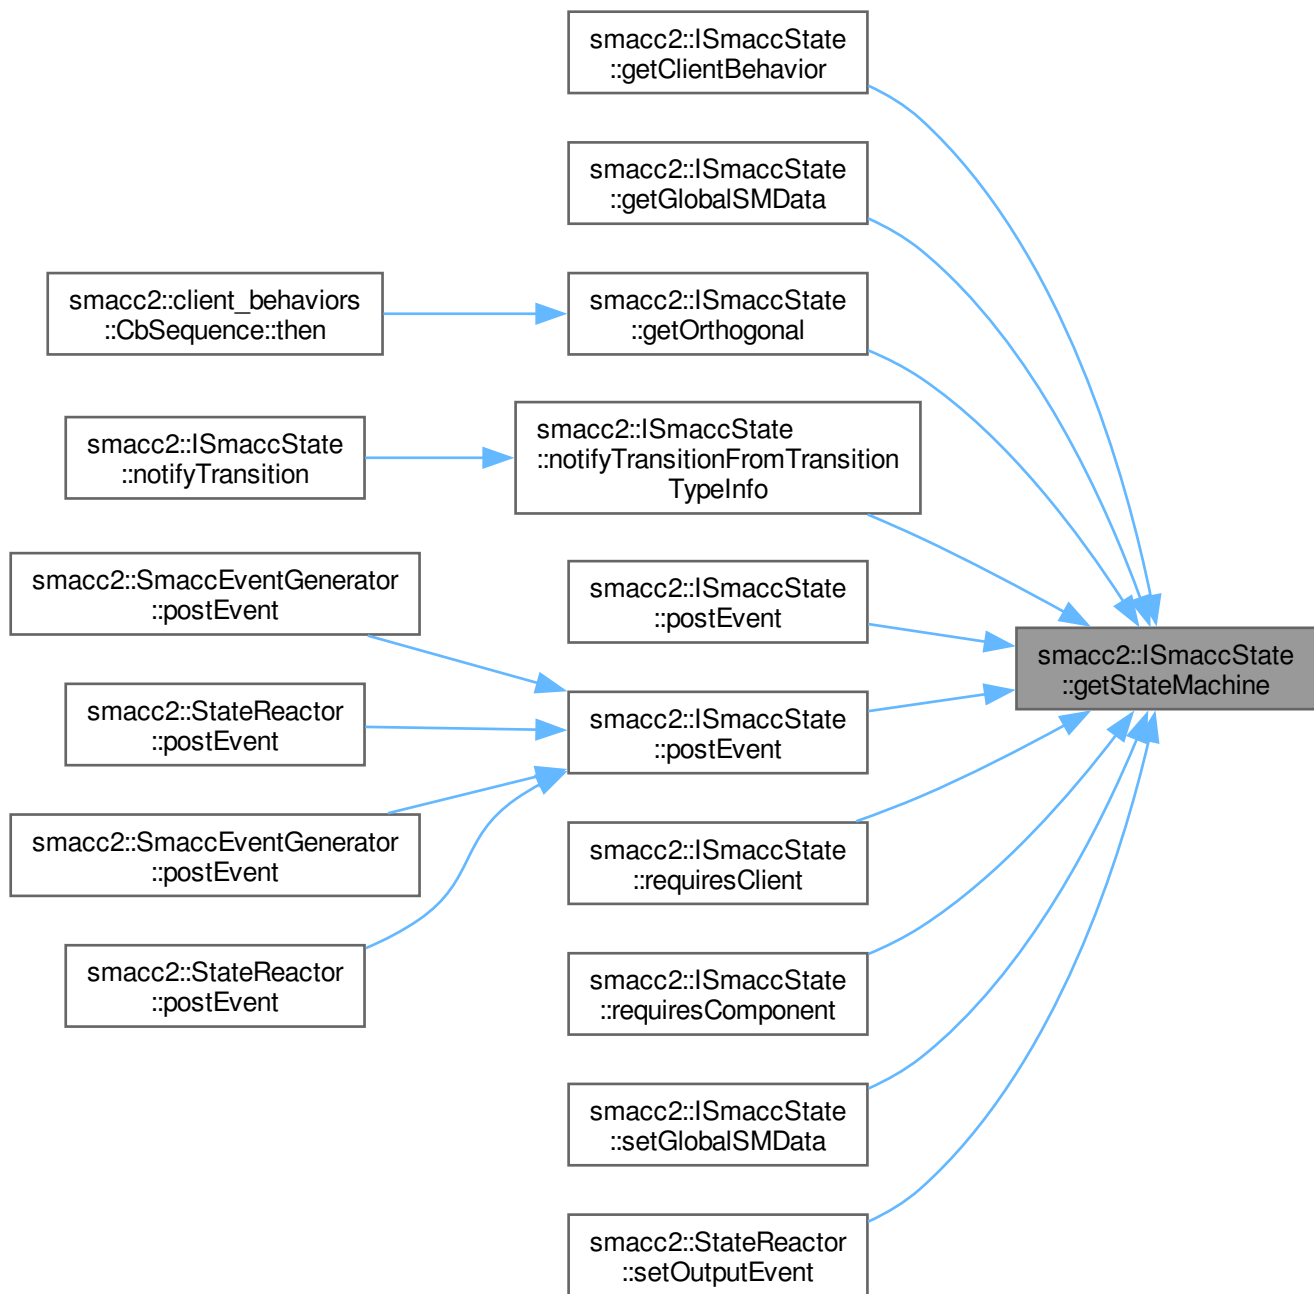 smacc2::ISmaccState
::getClientBehavior
smacc2::ISmaccState
::getGlobalSMData
smacc2::client_behaviors
::CbSequence::then
smacc2::ISmaccState
::getOrthogonal
smacc2::ISmaccState
::notifyTransition
smacc2::ISmaccState
::notifyTransitionFromTransition
TypeInfo
smacc2::SmaccEventGenerator
::postEvent
smacc2::ISmaccState
::postEvent
smacc2::ISmaccState
::getStateMachine
smacc2::StateReactor
::postEvent
smacc2::ISmaccState
::postEvent
smacc2::SmaccEventGenerator
::postEvent
smacc2::ISmaccState
::requiresClient
smacc2::StateReactor
::postEvent
smacc2::ISmaccState
::requiresComponent
smacc2::ISmaccState
::setGlobalSMData
smacc2::StateReactor
::setOutputEvent